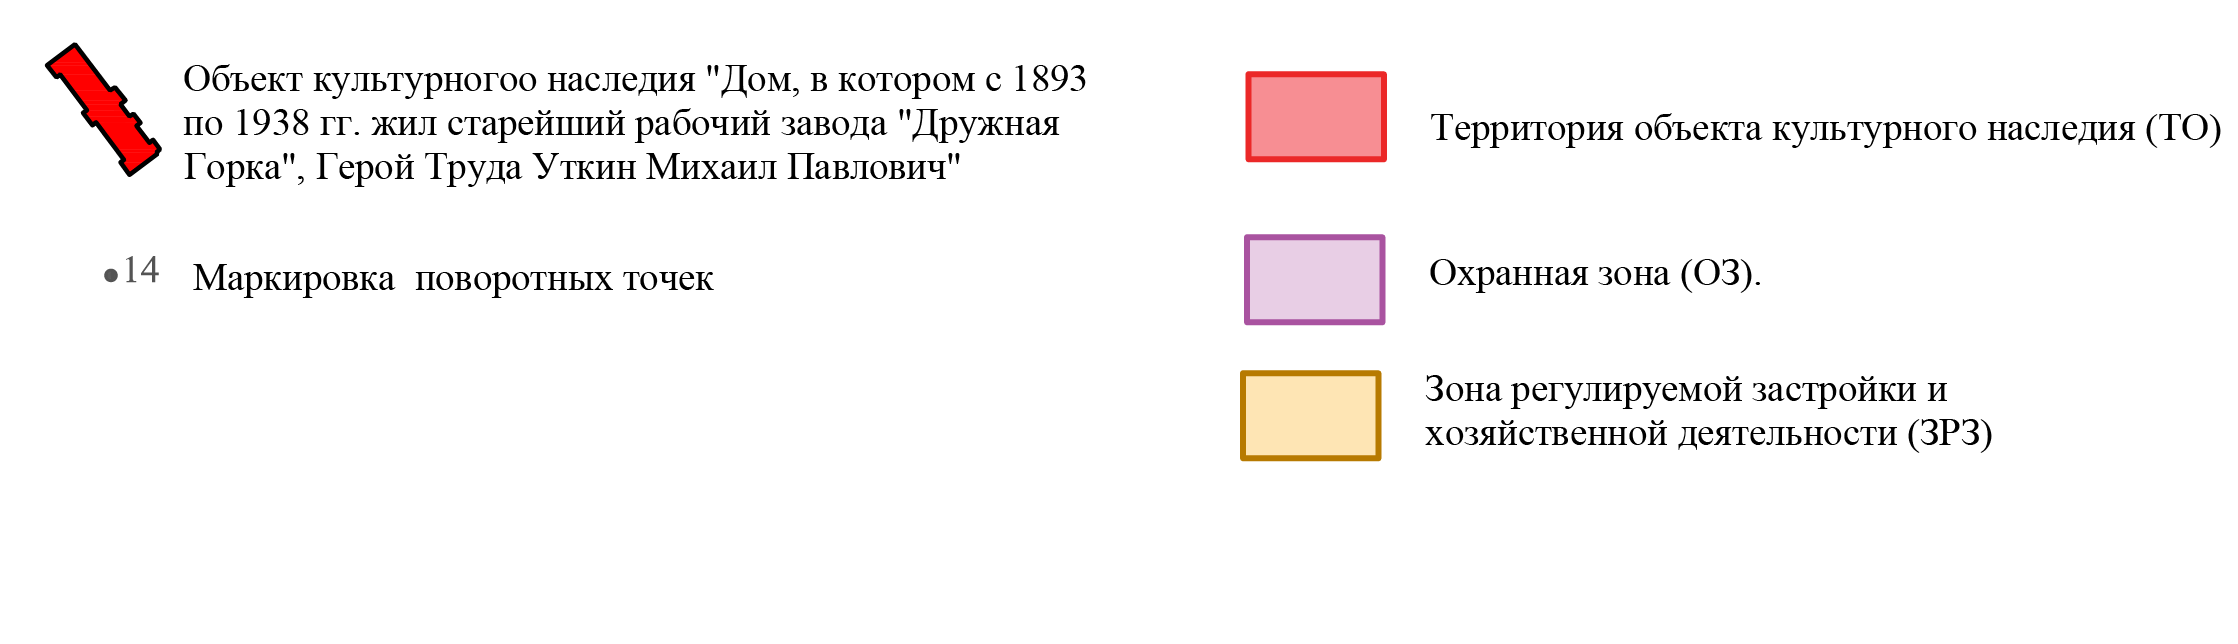 Объект культурногоо наследия "Дом, в котором с 1893
по 1938 гг. жил старейший рабочий завода "Дружная
Горка", Герой Труда Уткин Михаил Павлович"
14 Маркировка поворотных точек
Территория объекта культурного наследия (ТО)
Охранная зона (ОЗ).
Зона регулируемой застройки и
хозяйственной деятельности (ЗРЗ)